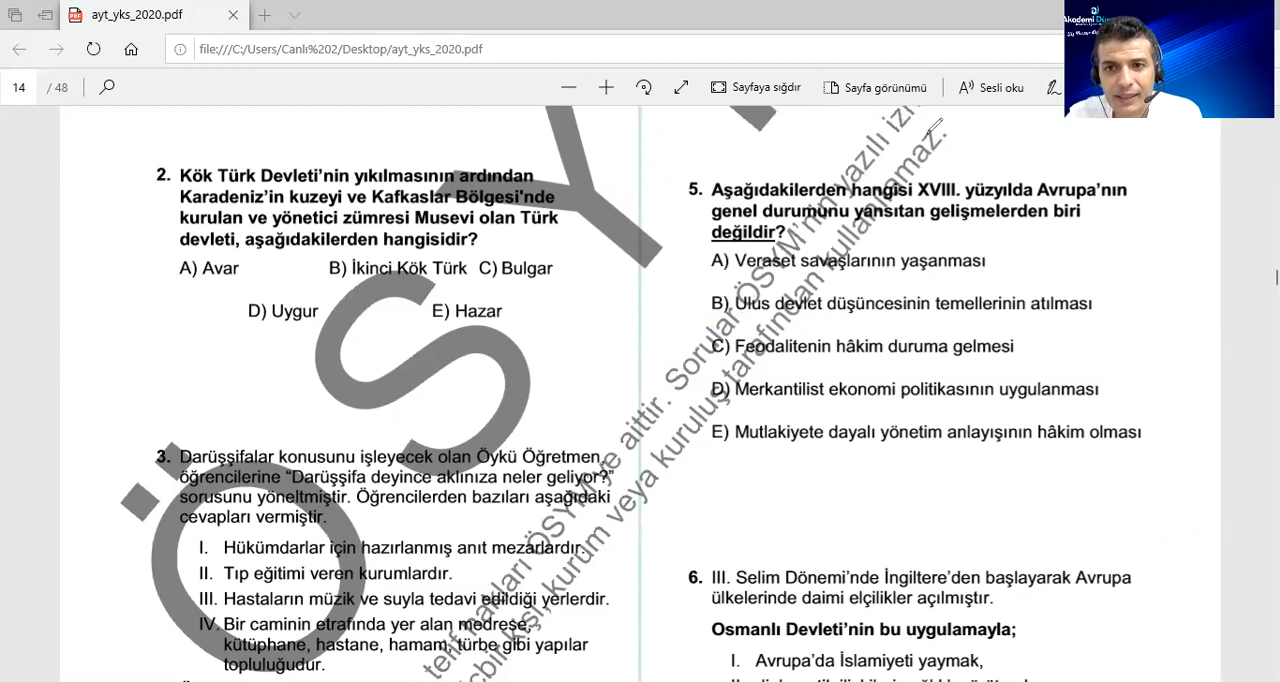 ayt_yks_2020.pdf
file:///C:/Users/Canlı%202/Desktop/ayt_yks_2020.pdf
14 / 48
Sayfaya sığdır
Sayfa görünümü
Sesli oku
Akademi
2. Kök Türk Devleti'nin yıkılmasının ardından
Karadeniz'in kuzeyi ve Kafkaslar Bölgesi'nde
kurulan ve yönetici zümresi Musevi olan Türk
devleti, aşağıdakilerden hangisidir?
A) Avar B) İkinci Kök Türk C) Bulgar
D) Uygur E) Hazar
3. Darüşşifalar konusunu işleyecek olan Öykü Öğretmen,
öğrencilerine “Darüşşifa deyince aklınıza neler geliyor?”
sorusunu yöneltmiştir. Öğrencilerden bazıları aşağıdaki
cevapları vermiştir.
I. Hükümdarlar için hazırlanmış anıt mezarlardır.
II. Tıp eğitimi veren kurumlardır.
III. Hastaların müzik ve suyla tedavi edildiği yerlerdir.
IV. Bir caminin etrafında yer alan medrese,
kütüphane, hastane, hamam, türbe gibi yapılar
topluluğudur.
5. Aşağıdakilerden hangisi XVIII. yüzyılda Avrupa'nın
genel durumunu yansıtan gelişmelerden biri
değildir?
A) Veraset savaşlarının yaşanması
B) Ulus devlet düşüncesinin temellerinin atılması
C) Feodalitenin hâkim duruma gelmesi
D) Merkantilist ekonomi politikasının uygulanması
E) Mutlakiyete dayalı yönetim anlayışının hâkim olması
6. III. Selim Dönemi'nde İngiltere'den başlayarak Avrupa
ülkelerinde daimi elçilikler açılmıştır.
Osmanlı Devleti'nin bu uygulamayla;
I. Avrupa'da İslamiyeti yaymak,
ÖSY
telif hakları ÖSYM'ye aittir. Sorular ÖSYM'nin yazılı izni
hiçbir kişi, kurum veya kuruluş tarafından kullanılamaz.